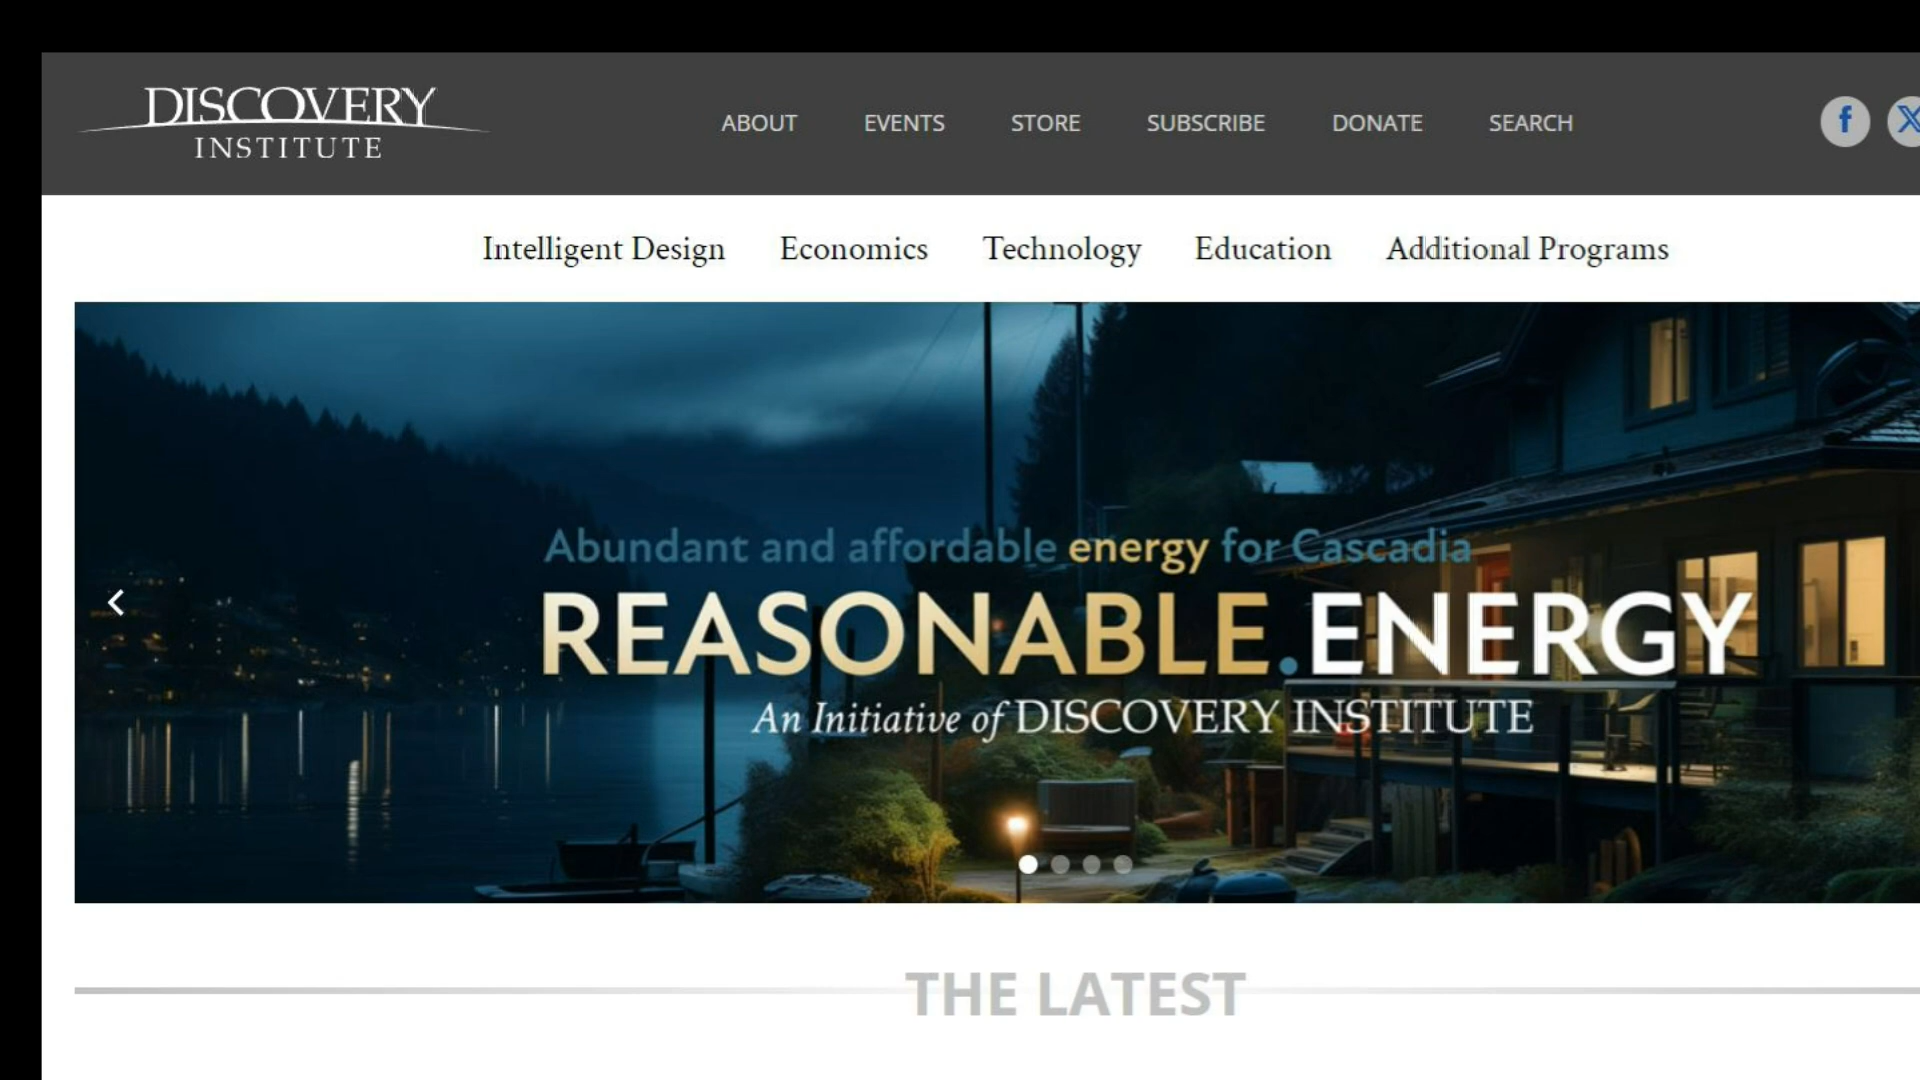 DISCOVERY
INSTITUTE
ABOUT EVENTS STORE SUBSCRIBE DONATE SEARCH
Intelligent Design Economics Technology Education Additional Programs
Abundant and affordable energy for Cascadia
REASONABLE.ENERGY
An Initiative of DISCOVERY INSTITUTE
THE LATEST